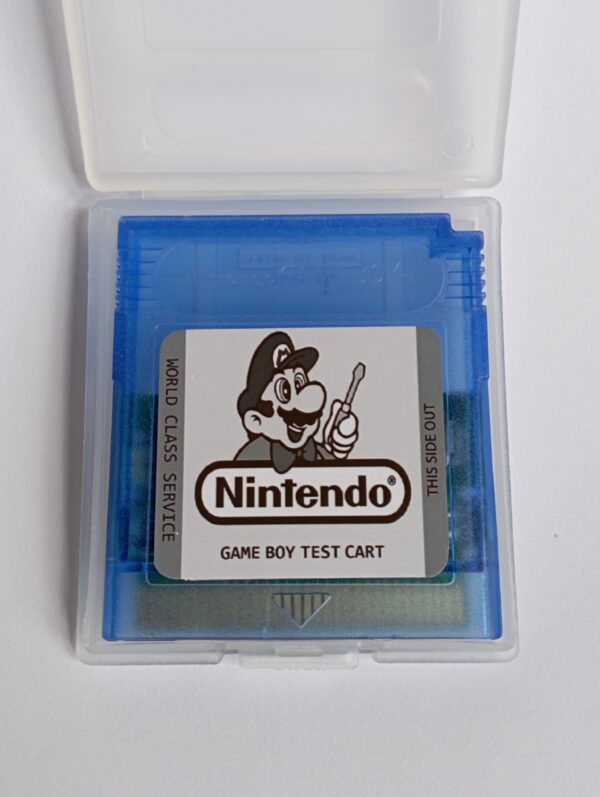 WORLD CLASS SERVICE
M
Nintendo®
GAME BOY TEST CART
THIS SIDE OUT